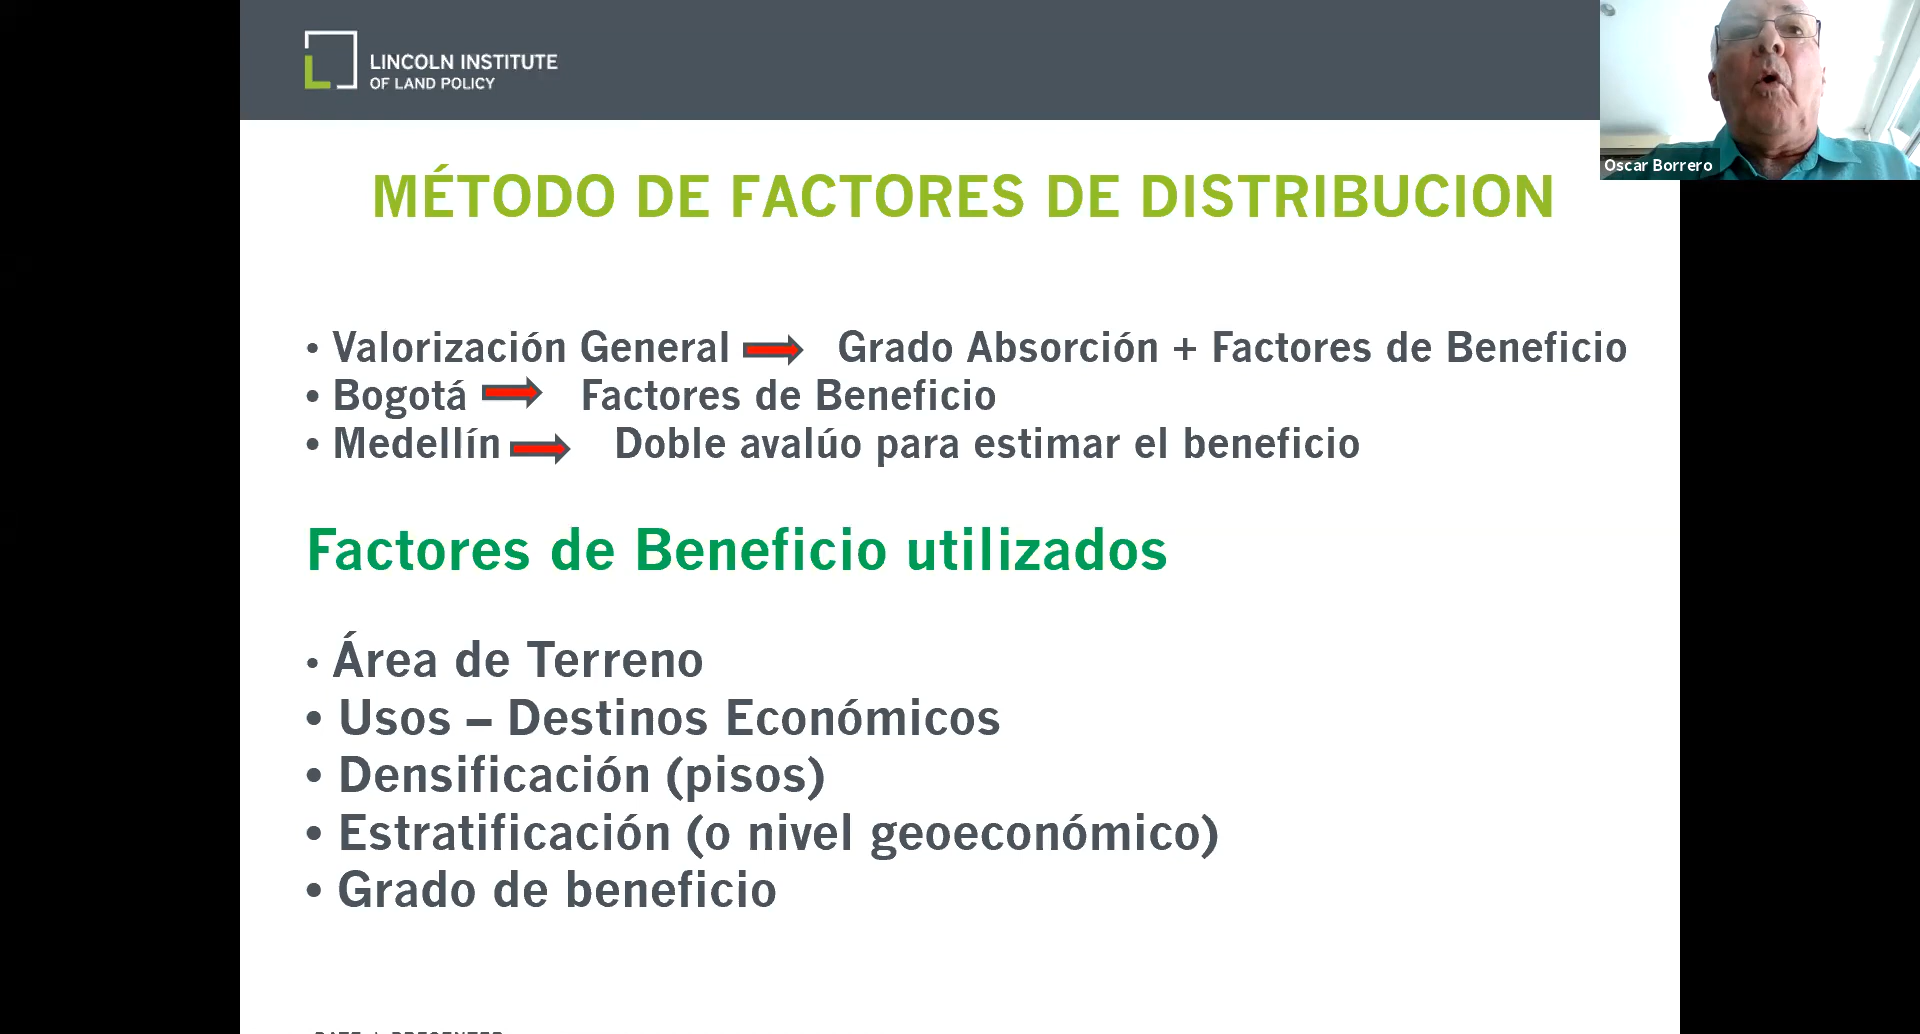 LINCOLN INSTITUTE
OF LAND POLICY
Oscar Borrero
MÉTODO DE FACTORES DE DISTRIBUCION
• Valorización General Grado Absorción + Factores de Beneficio
• Bogotá Factores de Beneficio
• Medellín Doble avalúo para estimar el beneficio
Factores de Beneficio utilizados
• Área de Terreno
• Usos – Destinos Económicos
• Densificación (pisos)
• Estratificación (o nivel geoeconómico)
• Grado de beneficio